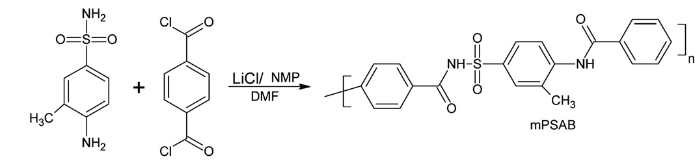 NH2
O=S=O
H3C
NH2
+
Cl O
Cl O
LiCl/ NMP
DMF
O
NH
O
S
O
O
NH
CH3
n
mPSAB